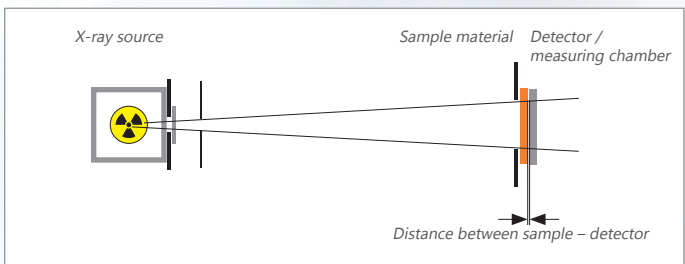 X-ray source
Sample material
Detector /
measuring chamber
Distance between sample – detector